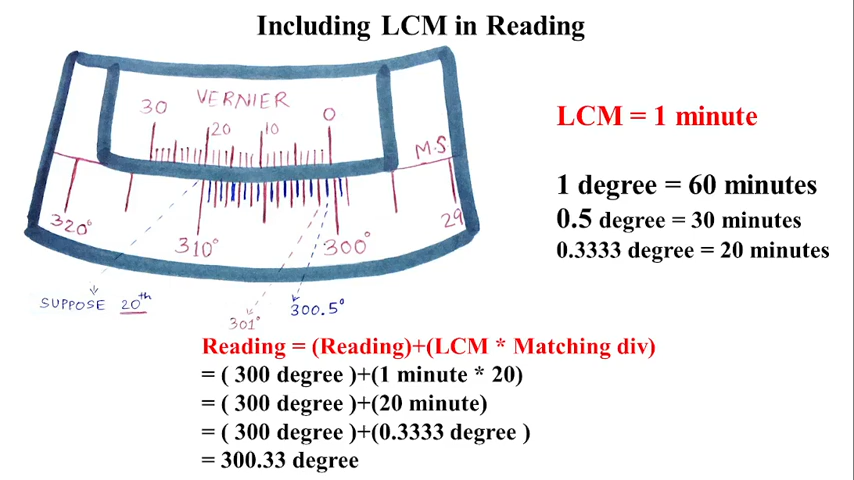 Including LCM in Reading
30 VERNIER 0
20 10
M.S
320° 310° 300° 29
SUPPOSE 20th
301° 300.5°
LCM = 1 minute
1 degree = 60 minutes
0.5 degree = 30 minutes
0.3333 degree = 20 minutes
Reading = (Reading)+(LCM * Matching div)
= ( 300 degree )+(1 minute * 20)
= ( 300 degree )+(20 minute)
= ( 300 degree )+(0.3333 degree )
= 300.33 degree